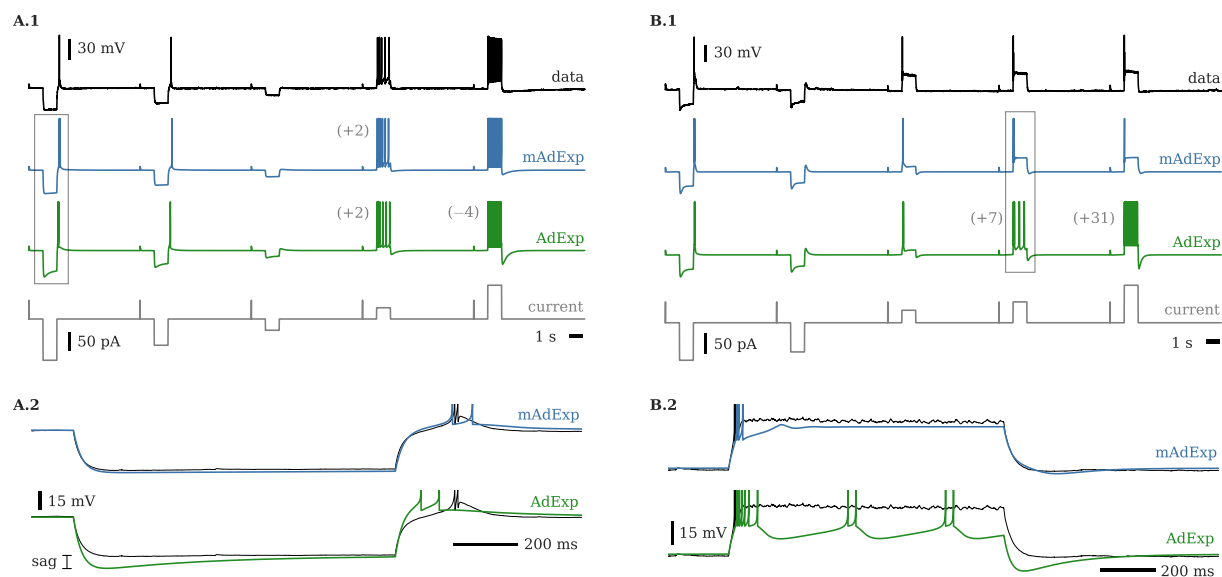 A.1
30 mV
data
(+2)
mAdExp
(+2)
(−4)
AdExp
current
50 pA
1 s
B.1
30 mV
data
mAdExp
(+7)
(+31)
AdExp
current
50 pA
1 s
A.2
mAdExp
15 mV
AdExp
sag
200 ms
B.2
mAdExp
15 mV
AdExp
200 ms